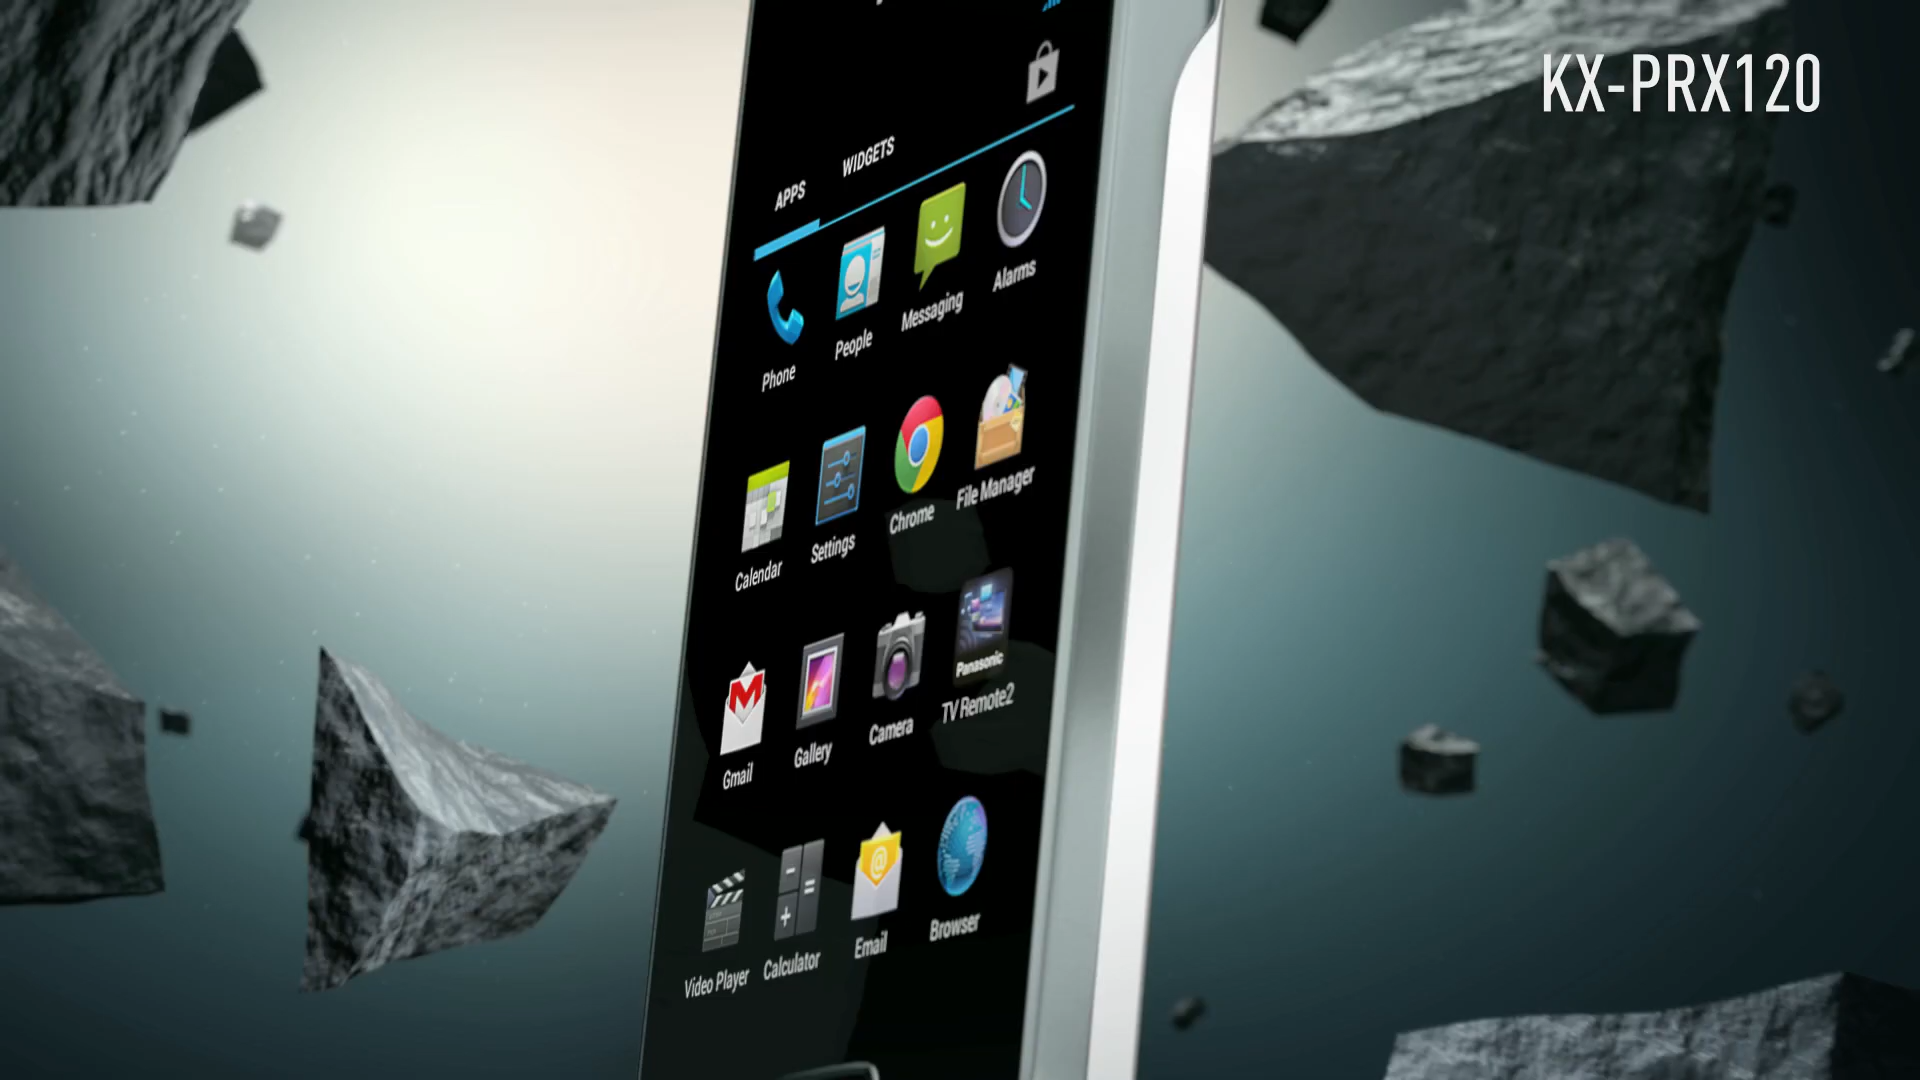 KX-PRX120
APPS WIDGETS
Phone People Messaging Alarms
Calendar Settings Chrome File Manager
Panasonic
Gmail Gallery Camera TV Remote2
Video Player Calculator Email Browser